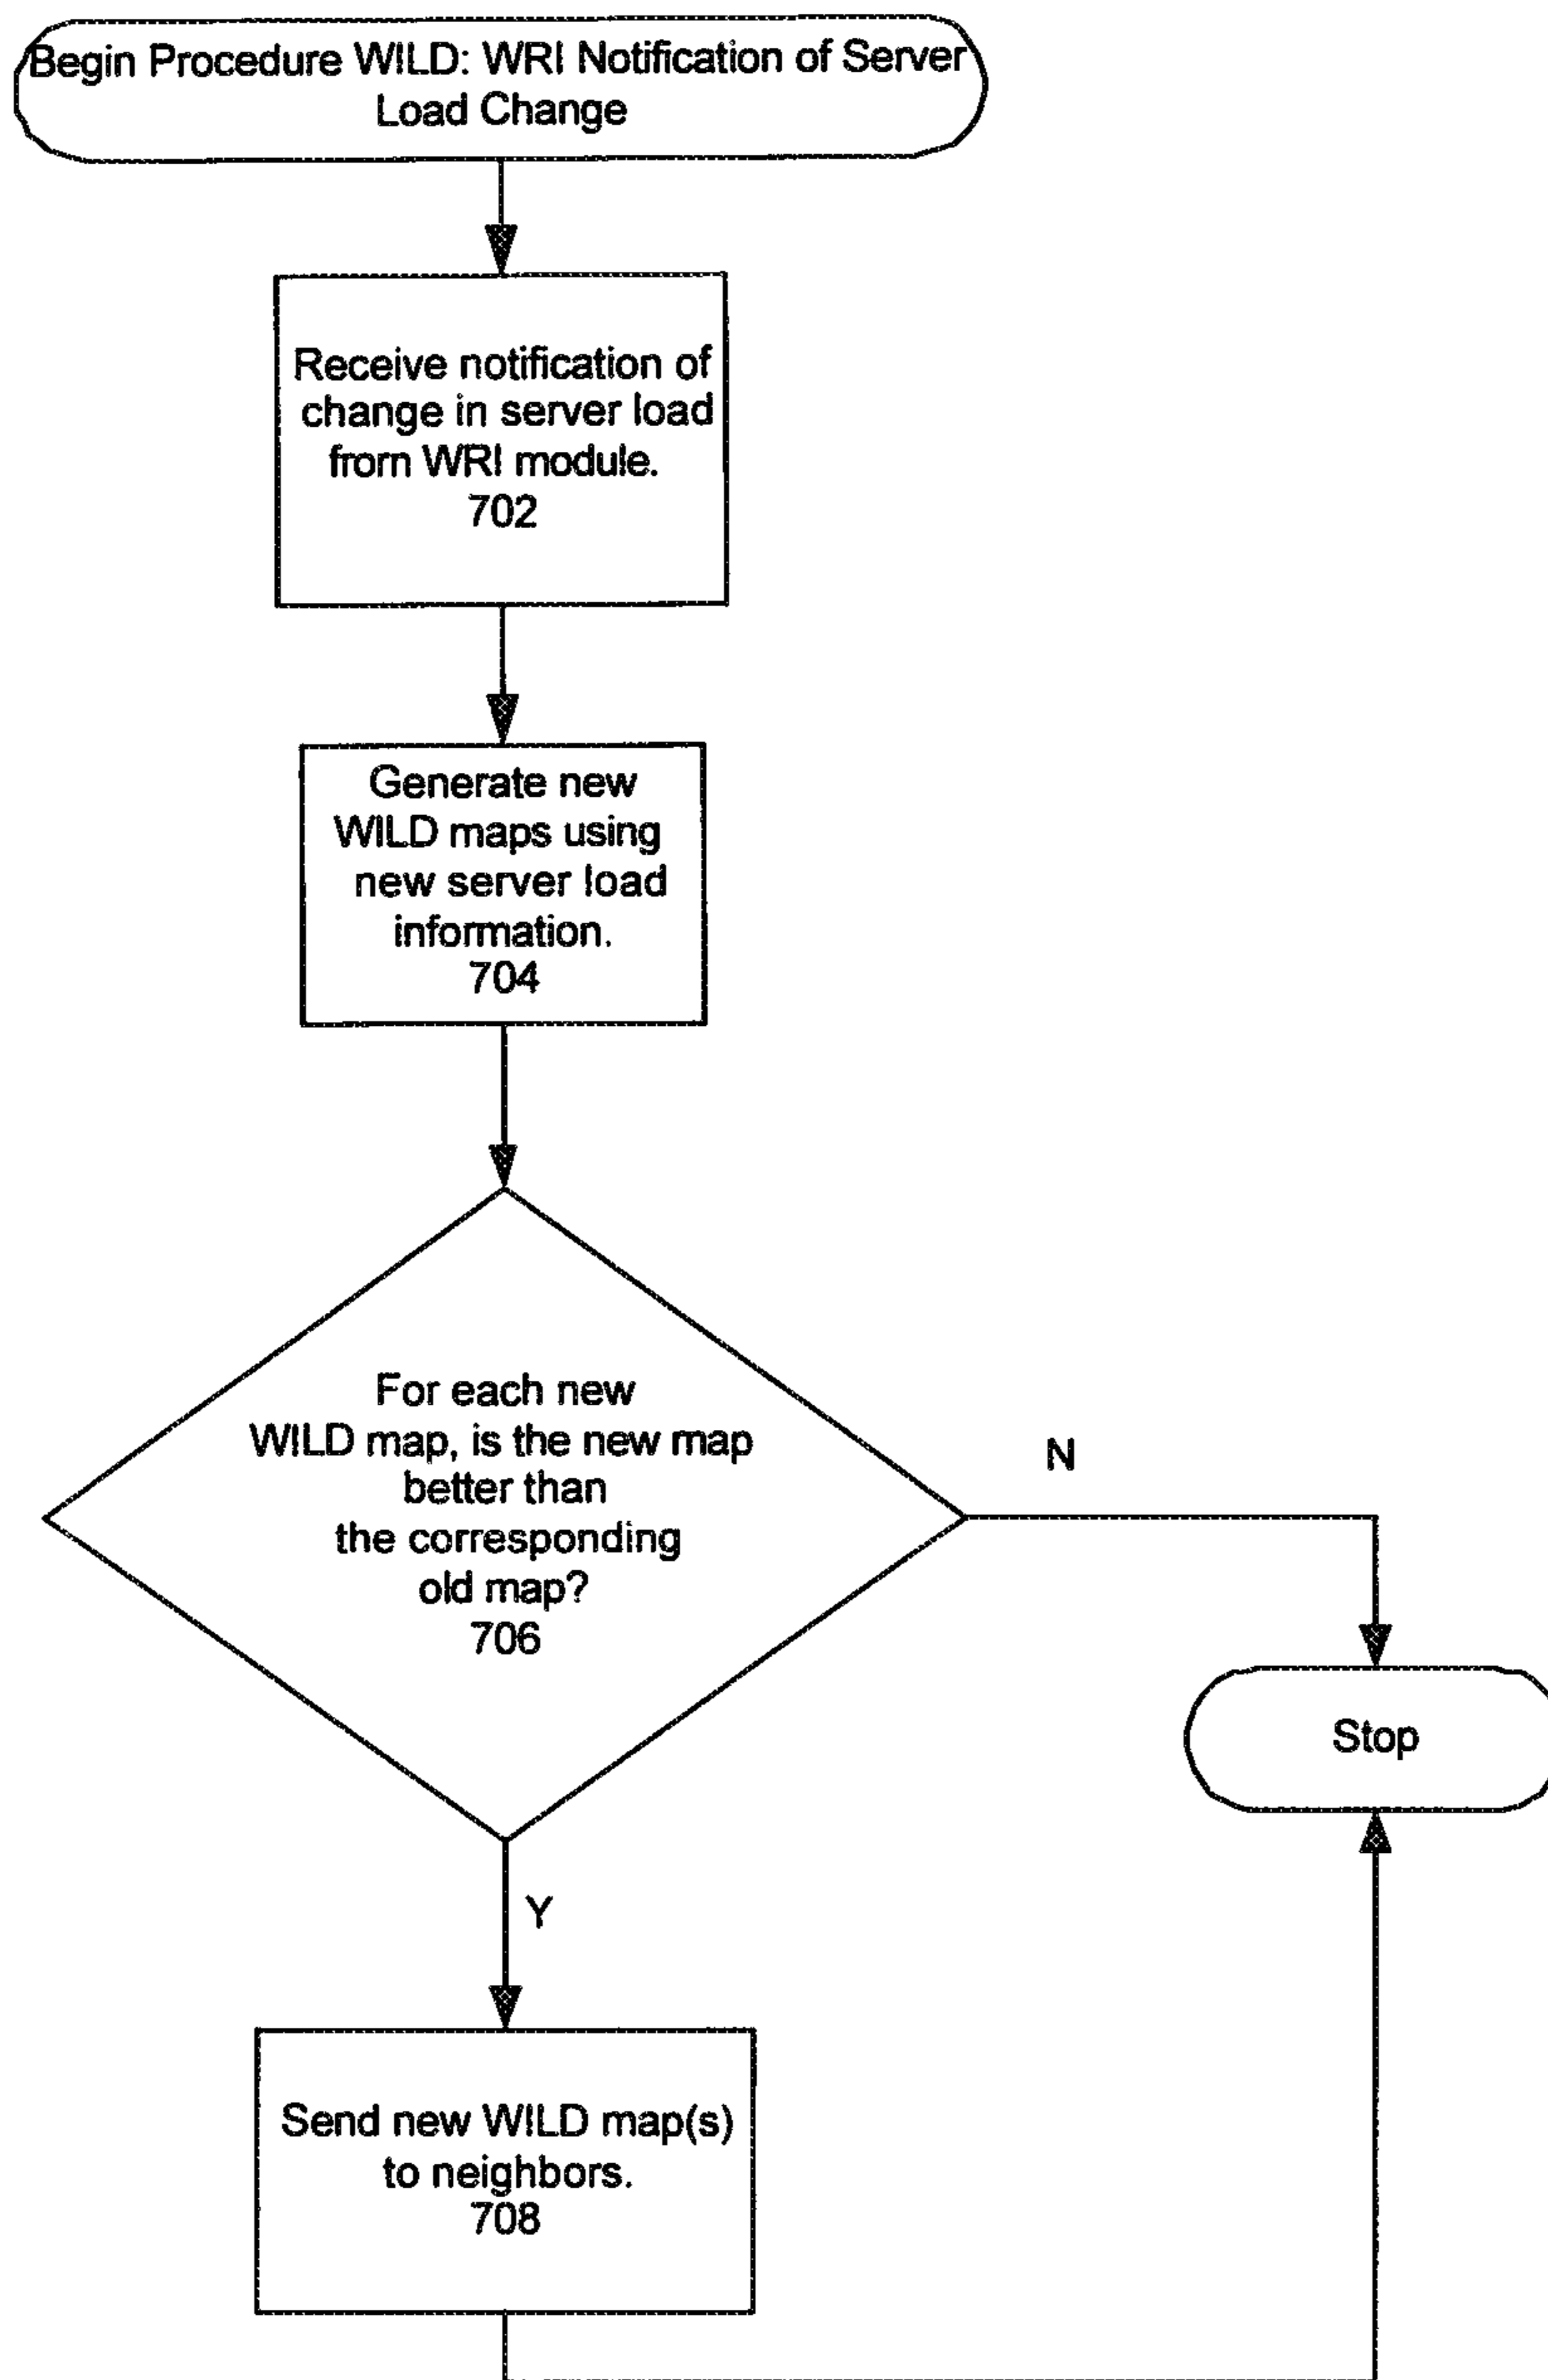 Begin Procedure WILD: WRI Notification of Server
Load Change
Receive notification of
change in server load
from WRI module.
702
Generate new
WILD maps using
new server load
information.
704
For each new
WILD map, is the new map
better than
the corresponding
old map?
706
N
Stop
Y
Send new WILD map(s)
to neighbors.
708